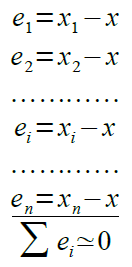 e₁=x₁−x
e₂=x₂−x
............
eᵢ=xᵢ−x
............
eₙ=xₙ−x
∑ eᵢ≃0